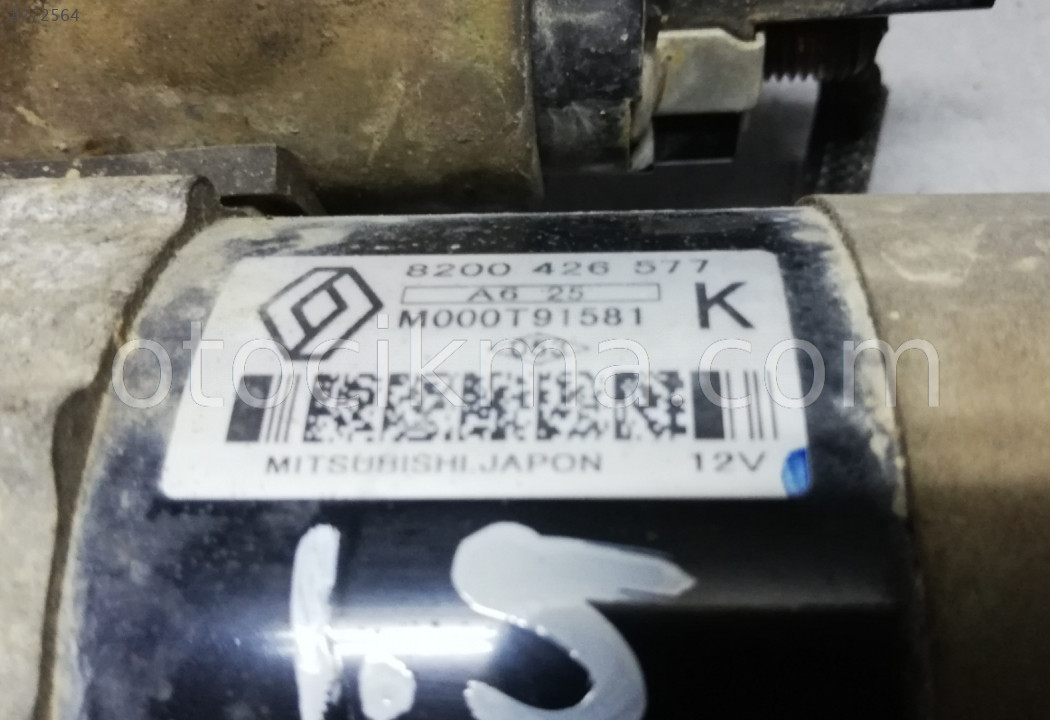 8200 426 577
A6 25
M000T91581
K
otocikma.com
MITSUBISHI.JAPON 12V
1.5